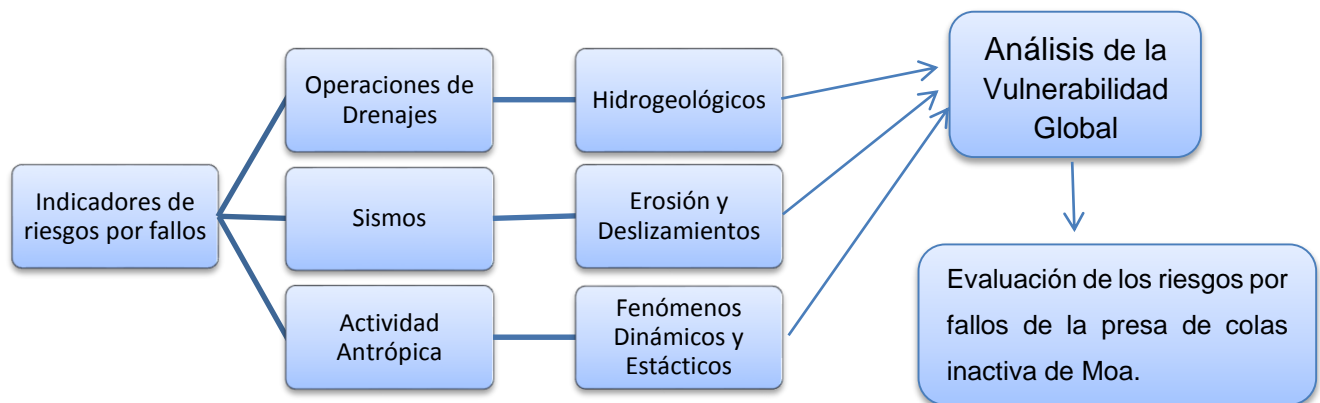 Indicadores de
riesgos por fallos
Operaciones de
Drenajes
Hidrogeológicos
Sismos
Erosión y
Deslizamientos
Actividad
Antrópica
Fenómenos
Dinámicos y
Estácticos
Análisis de la
Vulnerabilidad
Global
Evaluación de los riesgos por
fallos de la presa de colas
inactiva de Moa.